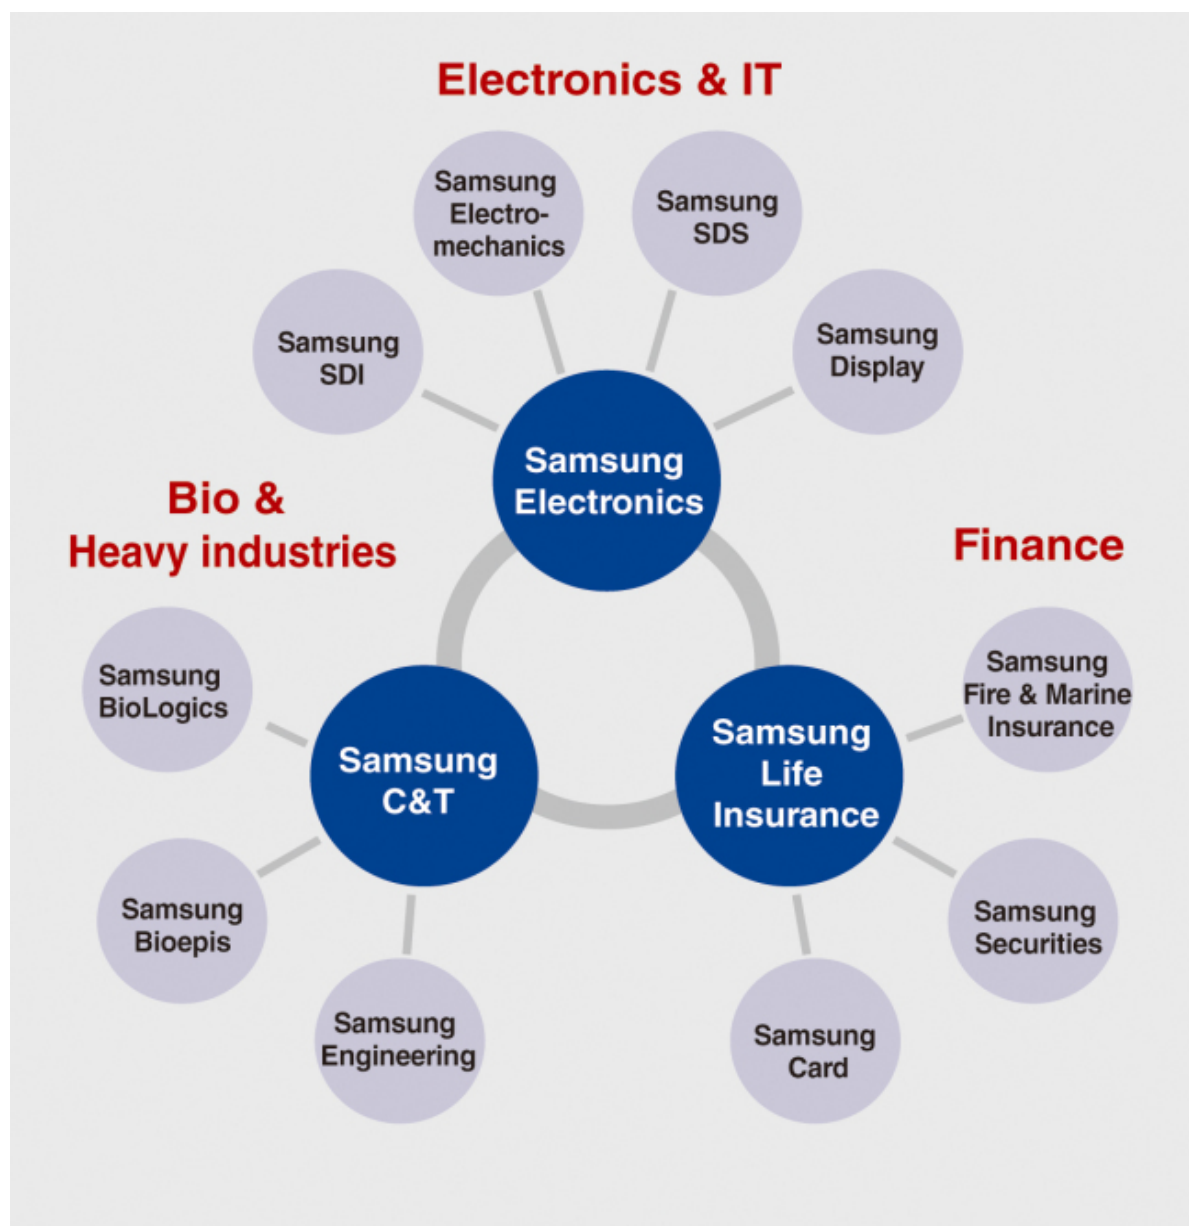 Electronics & IT
Samsung
Electro-
mechanics
Samsung
SDS
Samsung
SDI
Samsung
Display
Samsung
Electronics
Bio &
Heavy industries
Finance
Samsung
BioLogics
Samsung
C&T
Samsung
Bioepis
Samsung
Engineering
Samsung
Life
Insurance
Samsung
Fire & Marine
Insurance
Samsung
Securities
Samsung
Card